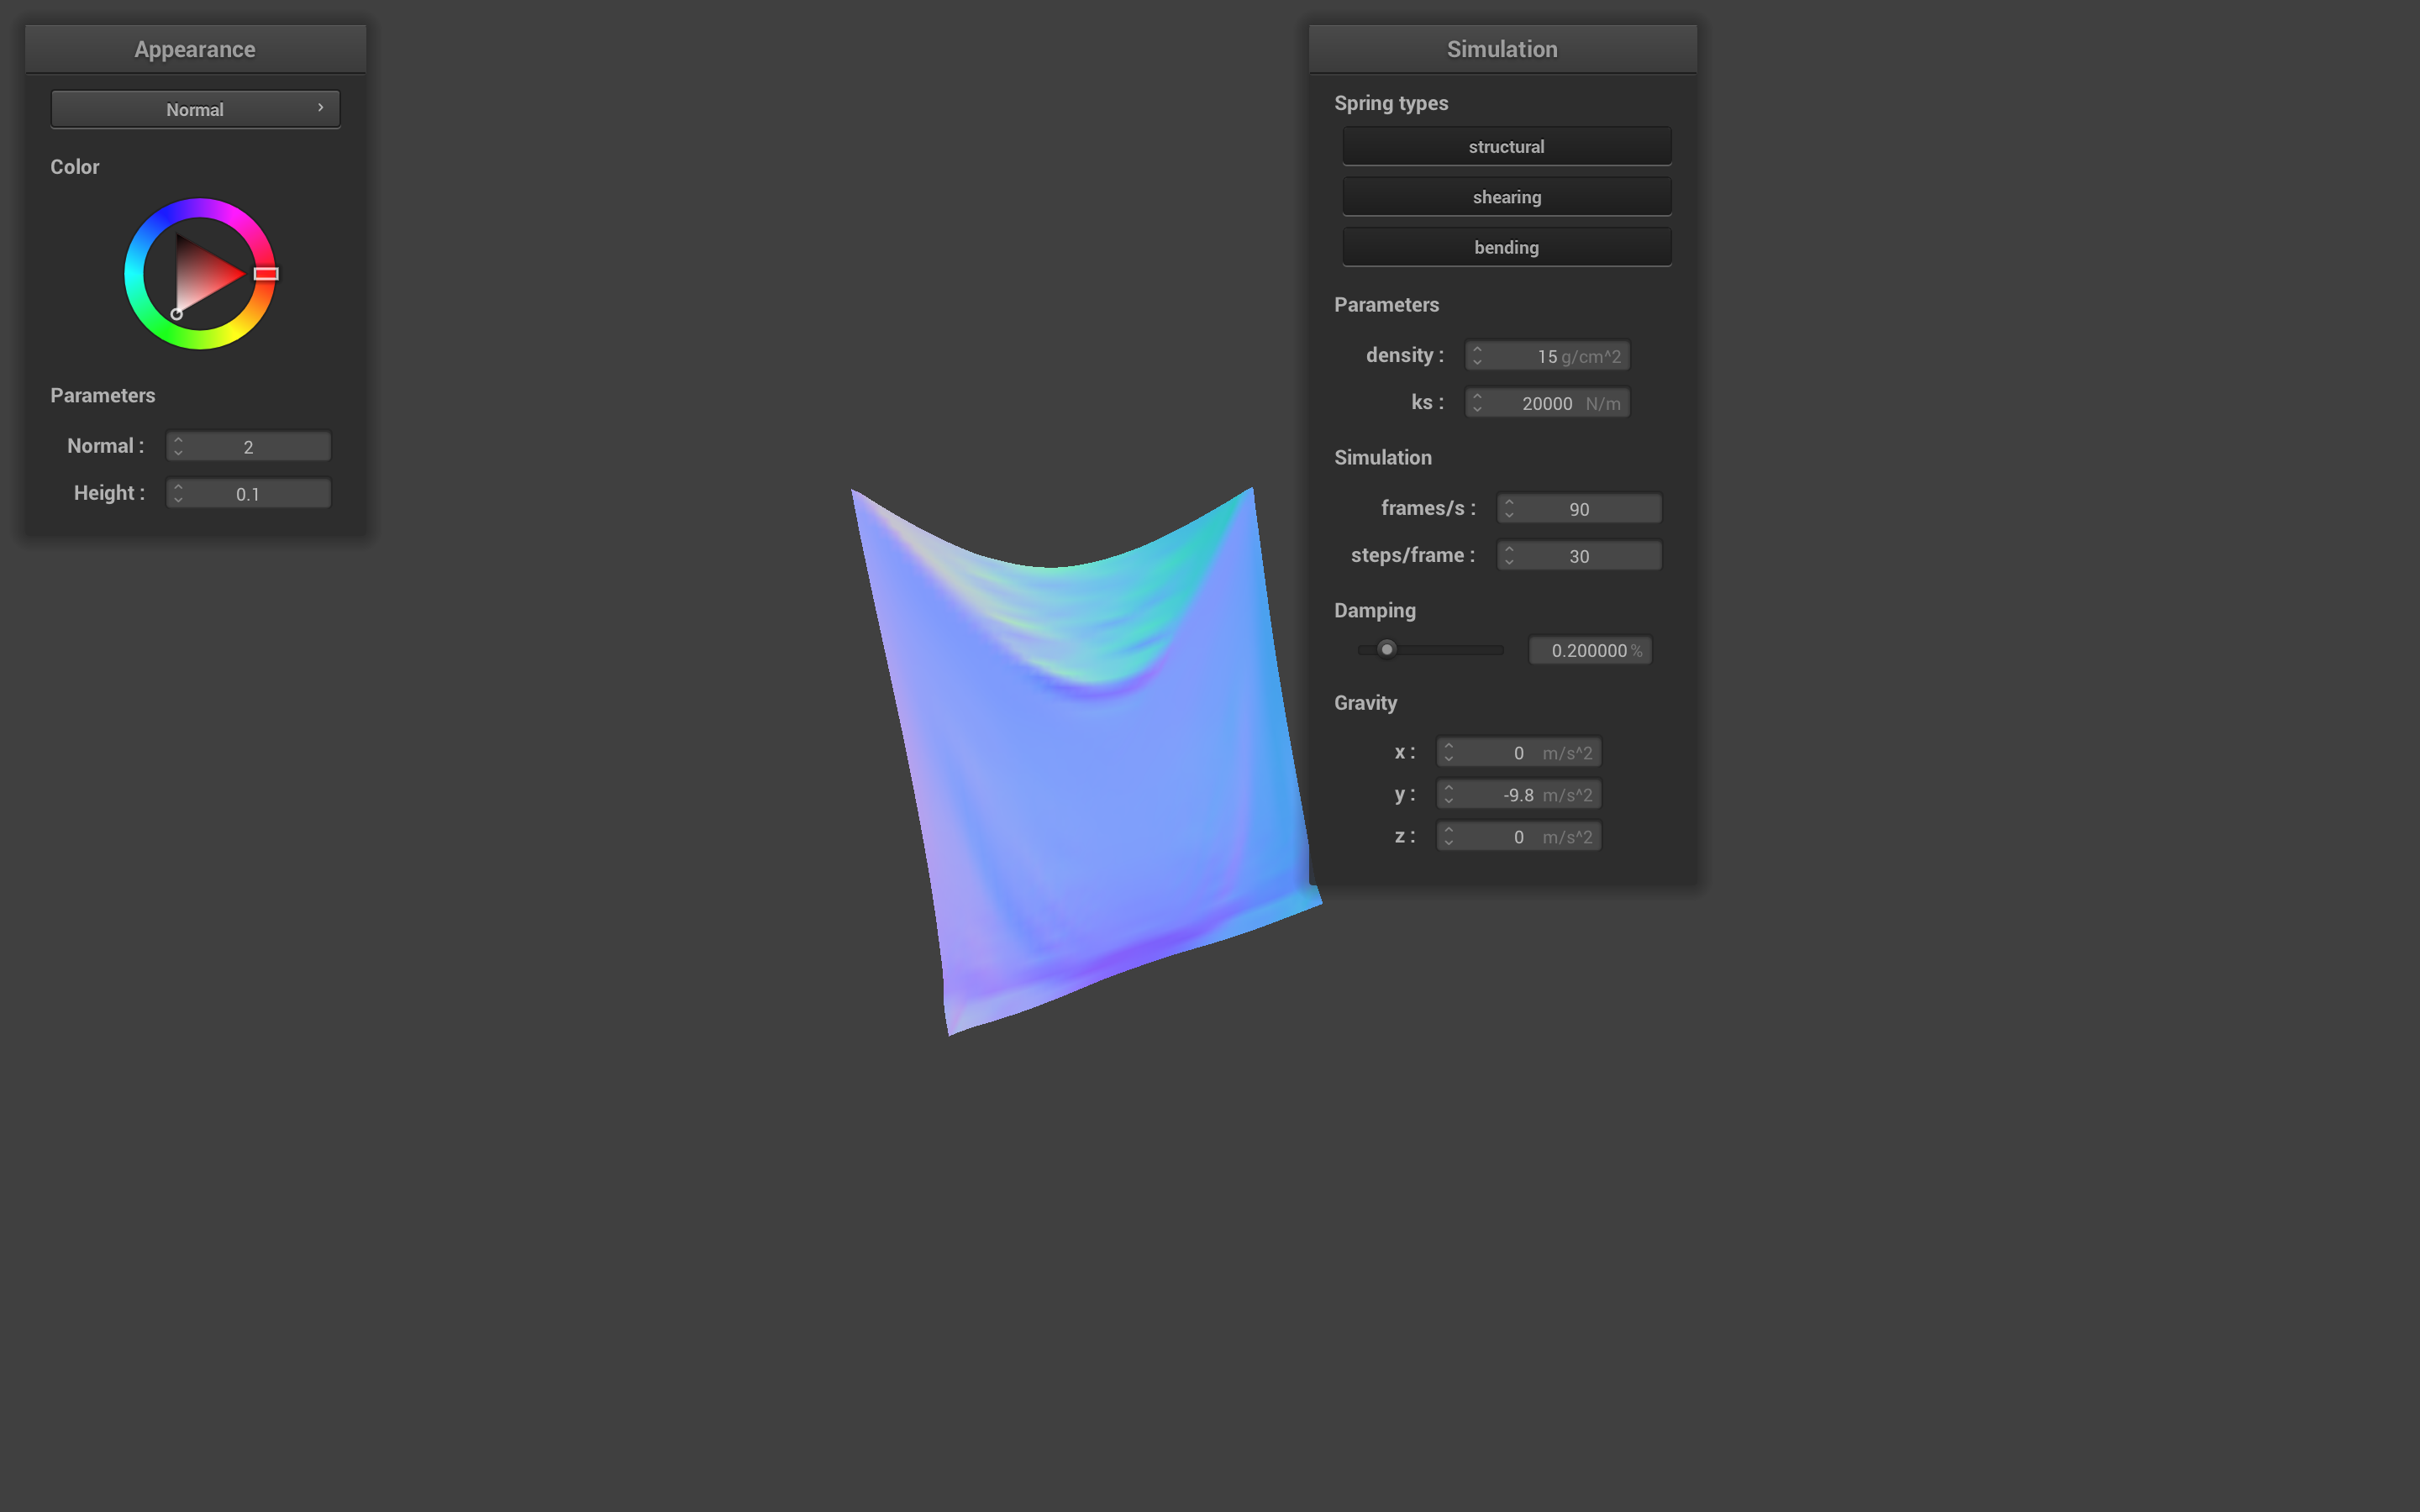 Appearance
Normal
Color
Parameters
Normal : 2
Height : 0.1
Simulation
Spring types
structural
shearing
bending
Parameters
density : 15 g/cm^2
ks : 20000 N/m
Simulation
frames/s : 90
steps/frame : 30
Damping
0.200000 %
Gravity
x : 0 m/s^2
y : -9.8 m/s^2
z : 0 m/s^2